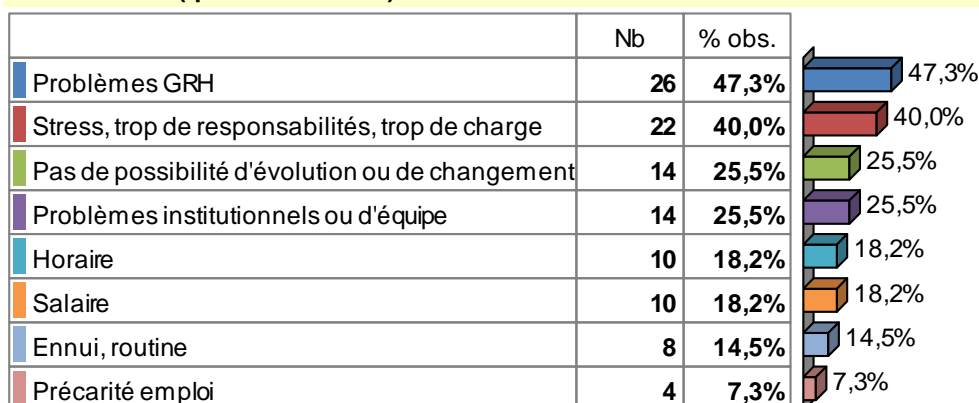 Nb % obs.
Problèmes GRH 26 47,3% 47,3%
Stress, trop de responsabilités, trop de charge 22 40,0% 40,0%
Pas de possibilité d'évolution ou de changement 14 25,5% 25,5%
Problèmes institutionnels ou d'équipe 14 25,5% 25,5%
Horaire 10 18,2% 18,2%
Salaire 10 18,2% 18,2%
Ennui, routine 8 14,5% 14,5%
Précarité emploi 4 7,3% 7,3%